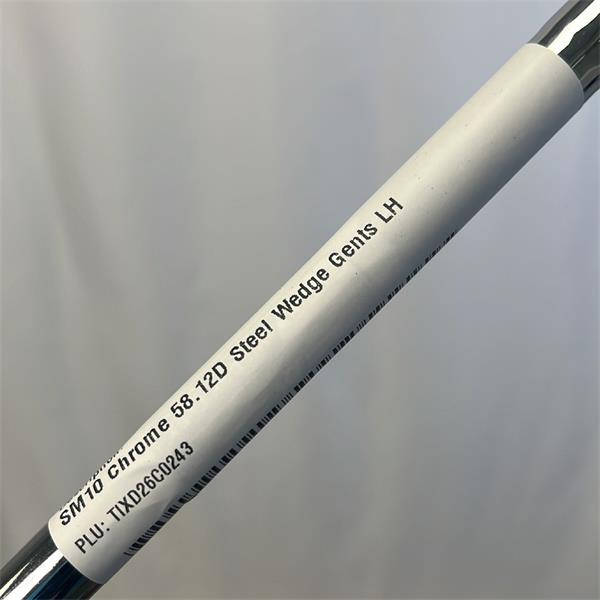 SM10 Chrome 58.12D Steel Wedge Gents LH
PLU: TIXD26C0243